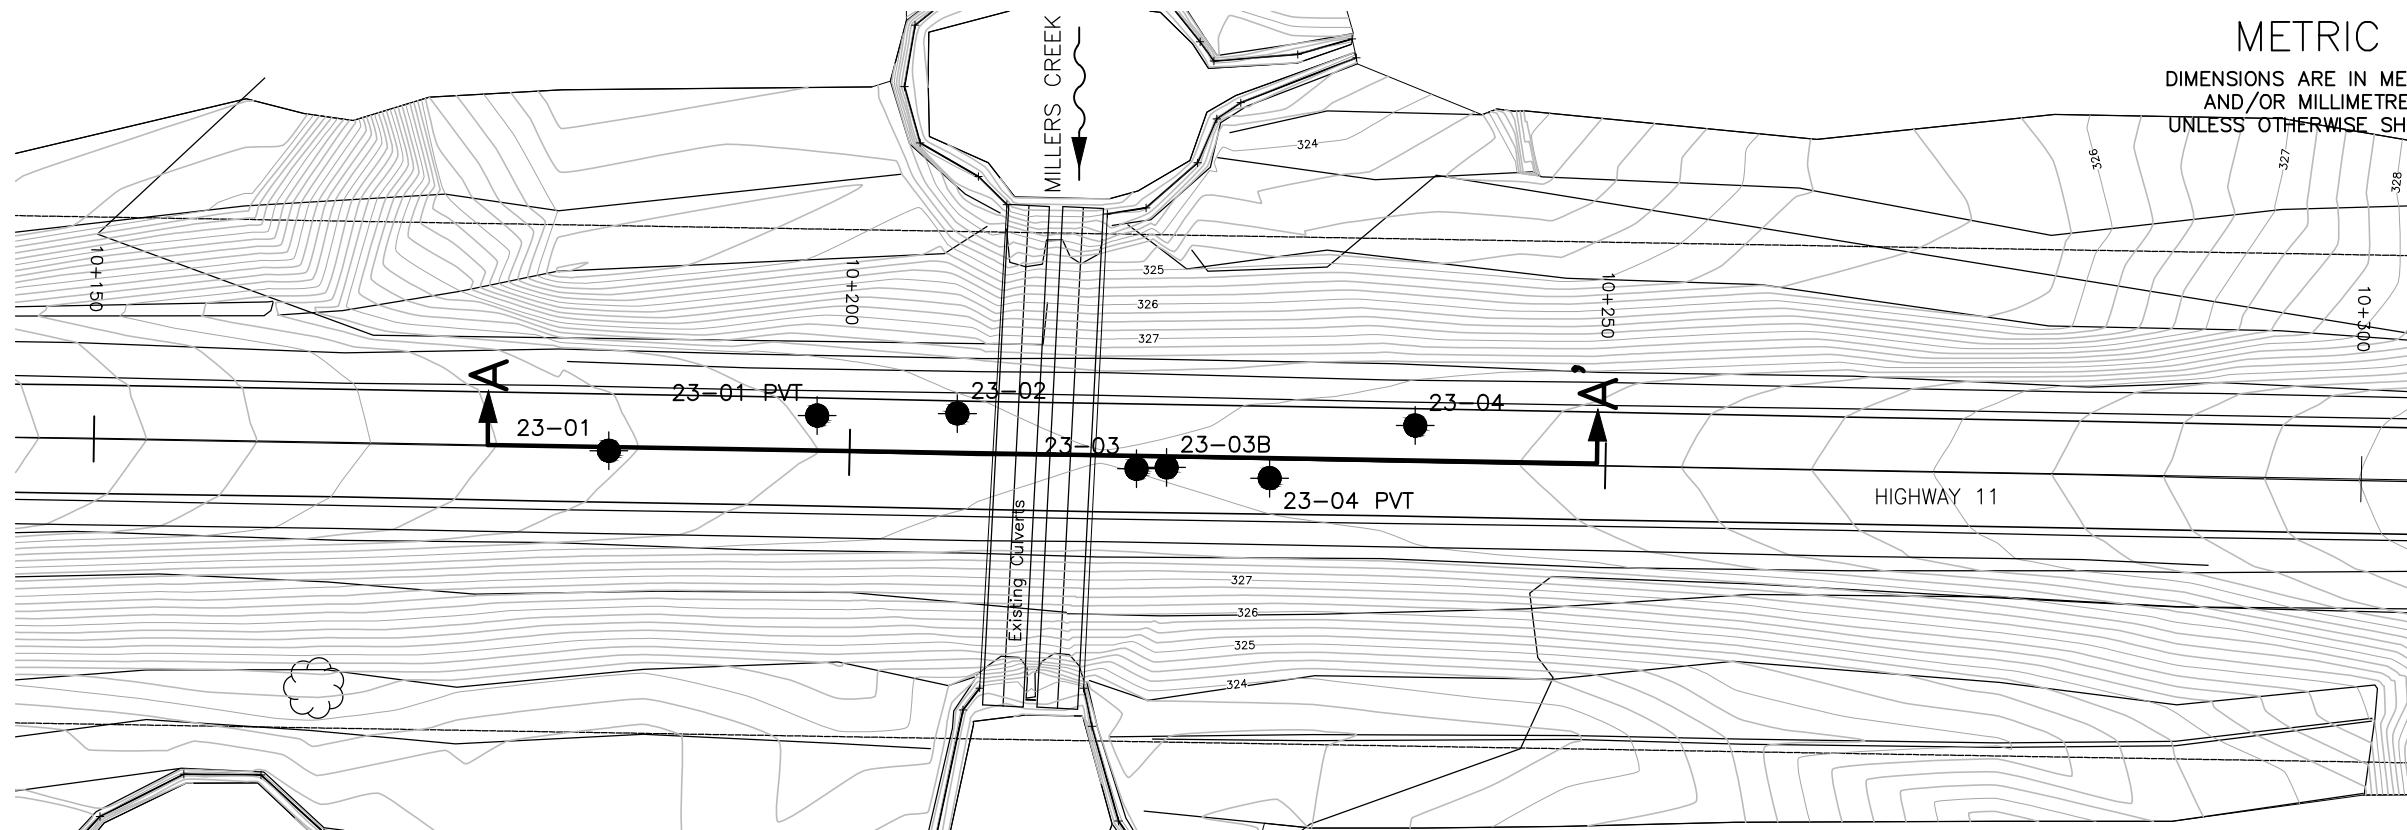 METRIC
DIMENSIONS ARE IN ME
AND/OR MILLIMETRE
UNLESS OTHERWISE SH
MILLERS CREEK
324
326
327
328
10+150
10+200
10+250
10+300
325
326
327
A
A'
23-01 PVT
23-02
23-04
23-01
23-03
23-03B
23-04 PVT
HIGHWAY 11
Existing Culverts
327
326
325
324